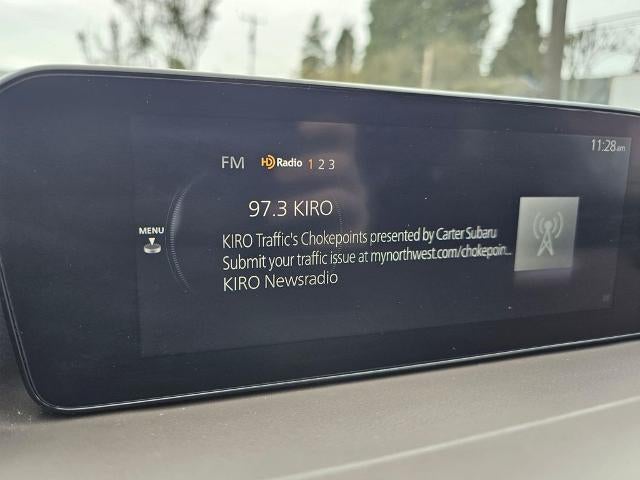 11:28 am
FM HD Radio 1 2 3
97.3 KIRO
MENU
KIRO Traffic's Chokepoints presented by Carter Subaru
Submit your traffic issue at mynorthwest.com/chokepoin...
KIRO Newsradio